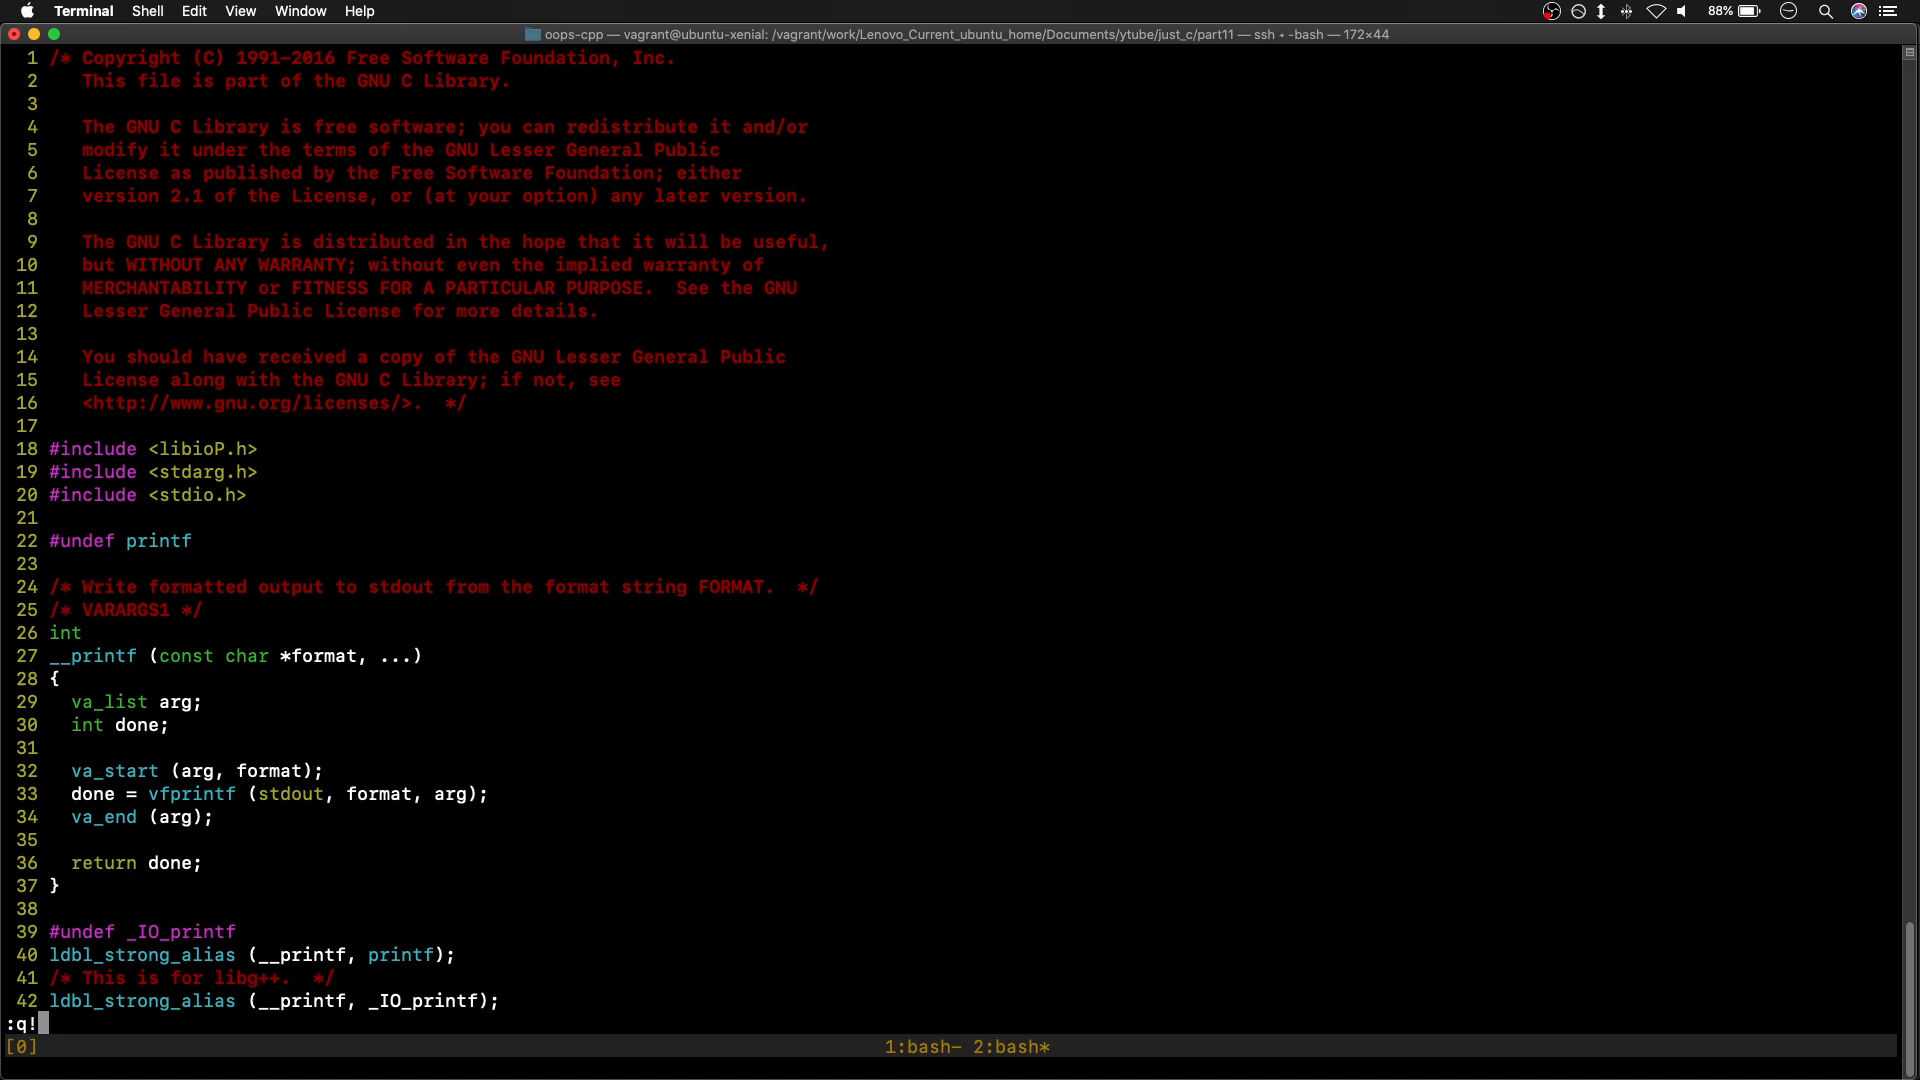 Terminal Shell Edit View Window Help 88%
oops-cpp — vagrant@ubuntu-xenial: /vagrant/work/Lenovo_Current_ubuntu_home/Documents/ytube/just_c/part11 — ssh ‹ -bash — 172×44
1 /* Copyright (C) 1991-2016 Free Software Foundation, Inc.
2    This file is part of the GNU C Library.
3
4    The GNU C Library is free software; you can redistribute it and/or
5    modify it under the terms of the GNU Lesser General Public
6    License as published by the Free Software Foundation; either
7    version 2.1 of the License, or (at your option) any later version.
8
9    The GNU C Library is distributed in the hope that it will be useful,
10    but WITHOUT ANY WARRANTY; without even the implied warranty of
11    MERCHANTABILITY or FITNESS FOR A PARTICULAR PURPOSE.  See the GNU
12    Lesser General Public License for more details.
13
14    You should have received a copy of the GNU Lesser General Public
15    License along with the GNU C Library; if not, see
16    <http://www.gnu.org/licenses/>.  */
17
18 #include <libioP.h>
19 #include <stdarg.h>
20 #include <stdio.h>
21
22 #undef printf
23
24 /* Write formatted output to stdout from the format string FORMAT.  */
25 /* VARARGS1 */
26 int
27 __printf (const char *format, ...)
28 {
29   va_list arg;
30   int done;
31
32   va_start (arg, format);
33   done = vfprintf (stdout, format, arg);
34   va_end (arg);
35
36   return done;
37 }
38
39 #undef _IO_printf
40 ldbl_strong_alias (__printf, printf);
41 /* This is for libg++.  */
42 ldbl_strong_alias (__printf, _IO_printf);
:q!
[0] 1:bash- 2:bash*